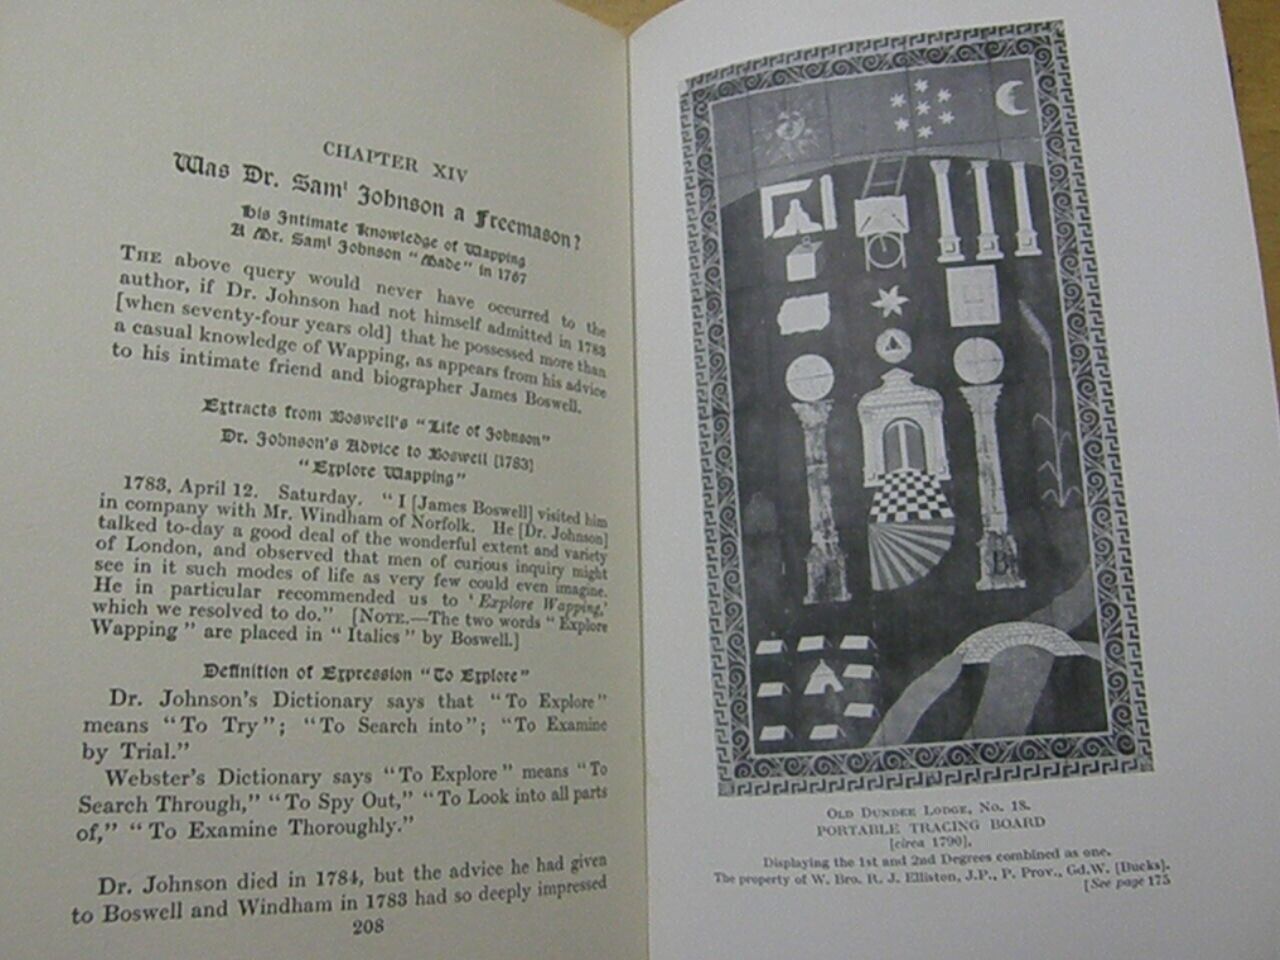 CHAPTER XIV
Was Dr. Samˡ Johnson a Freemason?
His Intimate Knowledge of Wapping
A Mr. Samˡ Johnson "Made" in 1767
THE above query would never have occurred to the
author, if Dr. Johnson had not himself admitted in 1783
[when seventy-four years old] that he possessed more than
a casual knowledge of Wapping, as appears from his advice
to his intimate friend and biographer James Boswell.
Extracts from Boswell's "Life of Johnson"
Dr. Johnson's Advice to Boswell [1783]
"Explore Wapping"
1783, April 12. Saturday. "I [James Boswell] visited him
in company with Mr. Windham of Norfolk. He [Dr. Johnson]
talked to-day a good deal of the wonderful extent and variety
of London, and observed that men of curious inquiry might
see in it such modes of life as very few could even imagine.
He in particular recommended us to 'Explore Wapping,'
which we resolved to do." [NOTE.—The two words "Explore
Wapping" are placed in "Italics" by Boswell.]
Definition of Expression "To Explore"
Dr. Johnson's Dictionary says that "To Explore"
means "To Try"; "To Search into"; "To Examine
by Trial."
Webster's Dictionary says "To Explore" means "To
Search Through," "To Spy Out," "To Look into all parts
of," "To Examine Thoroughly."
Dr. Johnson died in 1784, but the advice he had given
to Boswell and Windham in 1783 had so deeply impressed
208
B
OLD DUNDEE LODGE, No. 18.
PORTABLE TRACING BOARD
[circa 1790].
Displaying the 1st and 2nd Degrees combined as one.
The property of W. Bro. R. J. Elliston, J.P., P. Prov., Gd.W. [Bucks].
[See page 175